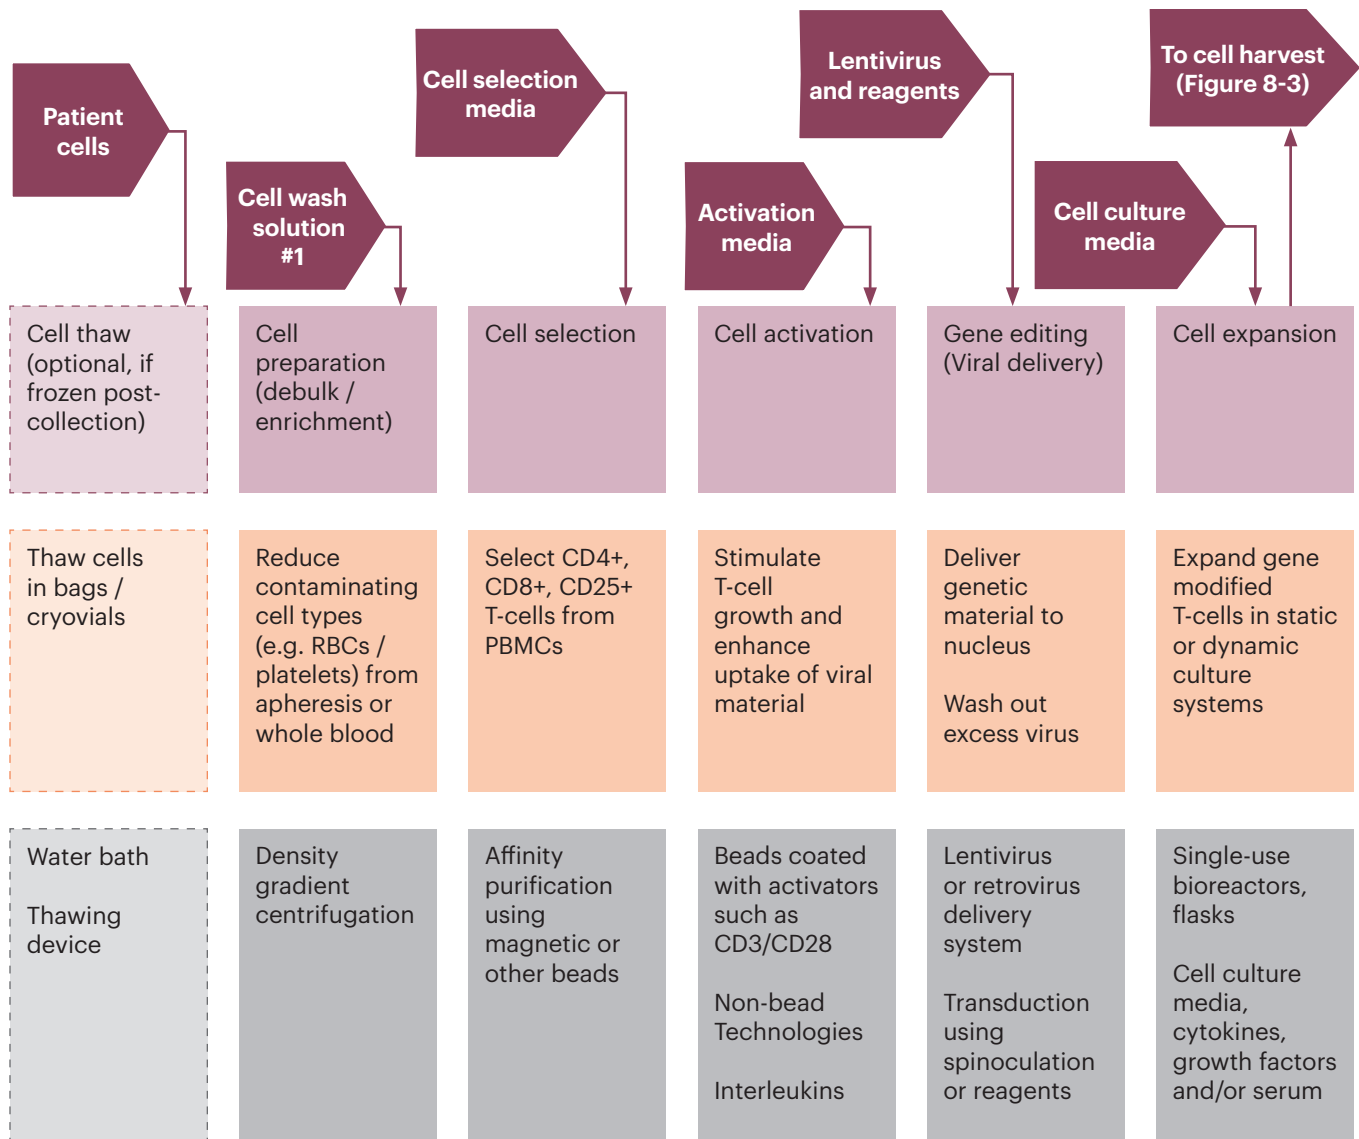 Patient
cells
Cell wash
solution
#1
Cell selection
media
Activation
media
Lentivirus
and reagents
Cell culture
media
To cell harvest
(Figure 8-3)
Cell thaw
(optional, if
frozen post-
collection)
Cell
preparation
(debulk /
enrichment)
Cell selection
Cell activation
Gene editing
(Viral delivery)
Cell expansion
Thaw cells
in bags /
cryovials
Reduce
contaminating
cell types
(e.g. RBCs /
platelets) from
apheresis or
whole blood
Select CD4+,
CD8+, CD25+
T-cells from
PBMCs
Stimulate
T-cell
growth and
enhance
uptake of viral
material
Deliver
genetic
material to
nucleus
Wash out
excess virus
Expand gene
modified
T-cells in static
or dynamic
culture
systems
Water bath
Thawing
device
Density
gradient
centrifugation
Affinity
purification
using
magnetic or
other beads
Beads coated
with activators
such as
CD3/CD28
Non-bead
Technologies
Interleukins
Lentivirus
or retrovirus
delivery
system
Transduction
using
spinoculation
or reagents
Single-use
bioreactors,
flasks
Cell culture
media,
cytokines,
growth factors
and/or serum